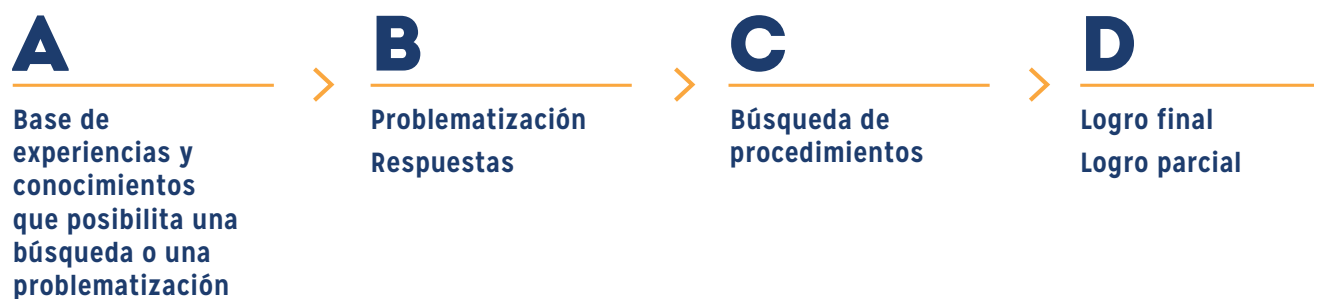 A
Base de
experiencias y
conocimientos
que posibilita una
búsqueda o una
problematización
B
Problematización
Respuestas
C
Búsqueda de
procedimientos
D
Logro final
Logro parcial